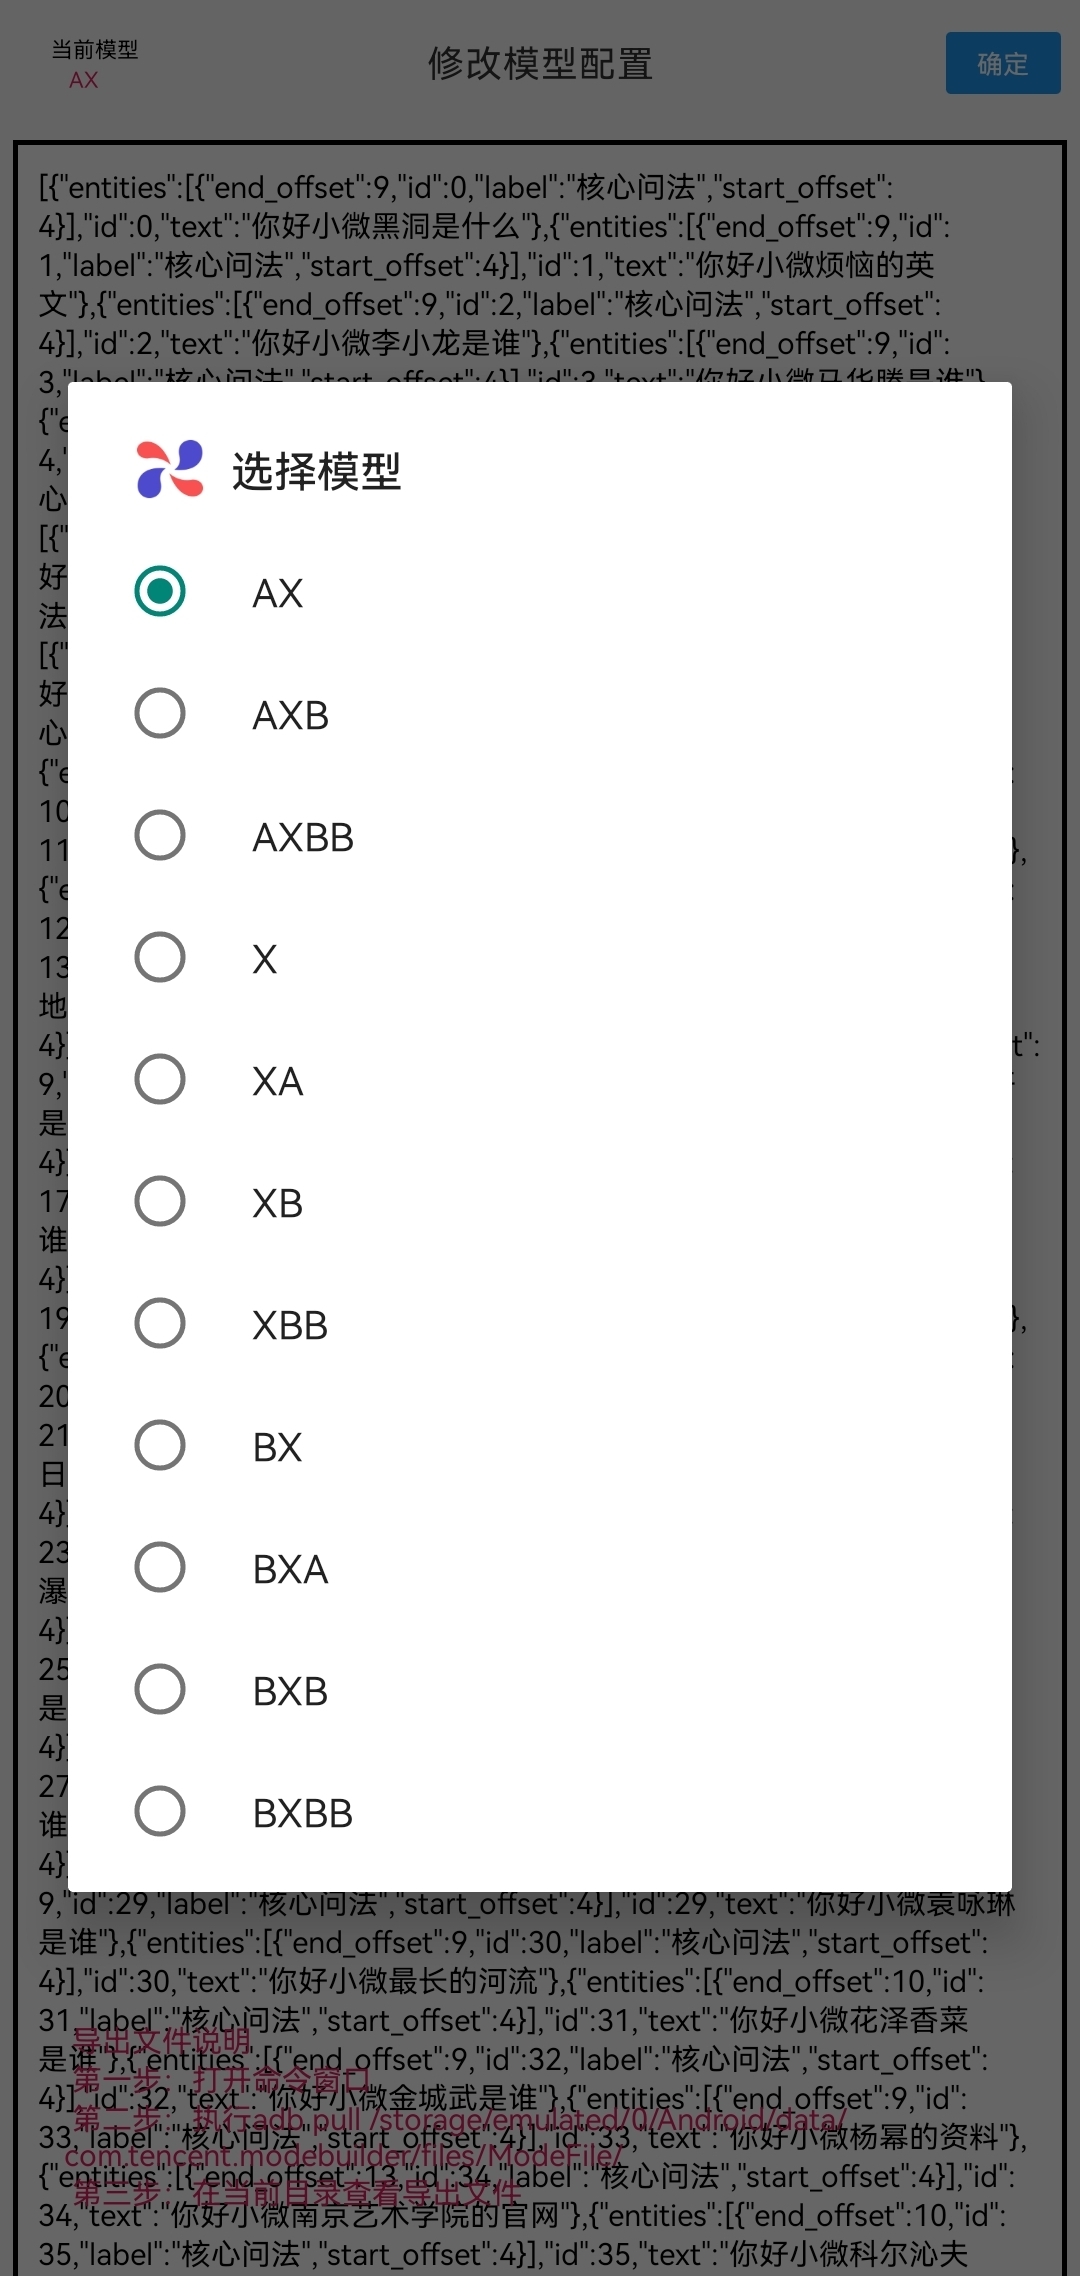 当前模型
AX
修改模型配置
确定
[{"entities":[{"end_offset":9,"id":0,"label":"核心问法","start_offset":
4}],"id":0,"text":"你好小微黑洞是什么"},{"entities":[{"end_offset":9,"id":
1,"label":"核心问法","start_offset":4}],"id":1,"text":"你好小微烦恼的英
文"},{"entities":[{"end_offset":9,"id":2,"label":"核心问法","start_offset":
4}],"id":2,"text":"你好小微李小龙是谁"},{"entities":[{"end_offset":9,"id":
3,"label":"核心问法","start_offset":4}],"id":3,"text":"你好小微马华腾是谁"}
选择模型
AX
AXB
AXBB
X
XA
XB
XBB
BX
BXA
BXB
BXBB
9,"id":29,"label":"核心问法","start_offset":4}],"id":29,"text":"你好小微袁咏琳
是谁"},{"entities":[{"end_offset":9,"id":30,"label":"核心问法","start_offset":
4}],"id":30,"text":"你好小微最长的河流"},{"entities":[{"end_offset":10,"id":
31,"label":"核心问法","start_offset":4}],"id":31,"text":"你好小微花泽香菜
是谁"},{"entities":[{"end_offset":9,"id":32,"label":"核心问法","start_offset":
4}],"id":32,"text":"你好小微金城武是谁"},{"entities":[{"end_offset":9,"id":
33,"label":"核心问法","start_offset":4}],"id":33,"text":"你好小微杨幂的资料"},
{"entities":[{"end_offset":13,"id":34,"label":"核心问法","start_offset":4}],"id":
34,"text":"你好小微南京艺术学院的官网"},{"entities":[{"end_offset":10,"id":
35,"label":"核心问法","start_offset":4}],"id":35,"text":"你好小微科尔沁夫
导出文件说明
第一步：打开命令窗口
第二步：执行adb pull /storage/emulated/0/Android/data/
com.tencent.modebuilder/files/ModeFile/
第三步：在当前目录查看导出文件